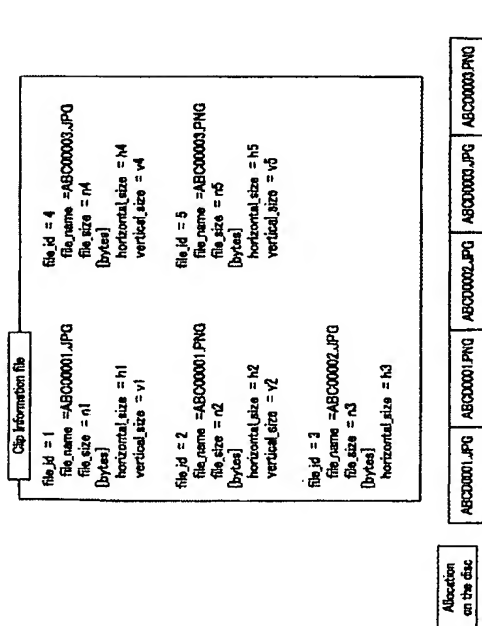 Clip information file
file_id = 1
file_name =ABC00001.JPG
file_size = n1
[bytes]
horizontal_size = h1
vertical_size = v1
file_id = 2
file_name =ABC00001.PNG
file_size = n2
[bytes]
horizontal_size = h2
vertical_size = v2
file_id = 3
file_name =ABC00002.JPG
file_size = n3
[bytes]
horizontal_size = h3
file_id = 4
file_name =ABC00003.JPG
file_size = n4
[bytes]
horizontal_size = h4
vertical_size = v4
file_id = 5
file_name =ABC00003.PNG
file_size = n5
[bytes]
horizontal_size = h5
vertical_size = v5
Allocation
on the disc
ABC00001.JPG
ABC00001.PNG
ABC00002.JPG
ABC00003.JPG
ABC00003.PNG